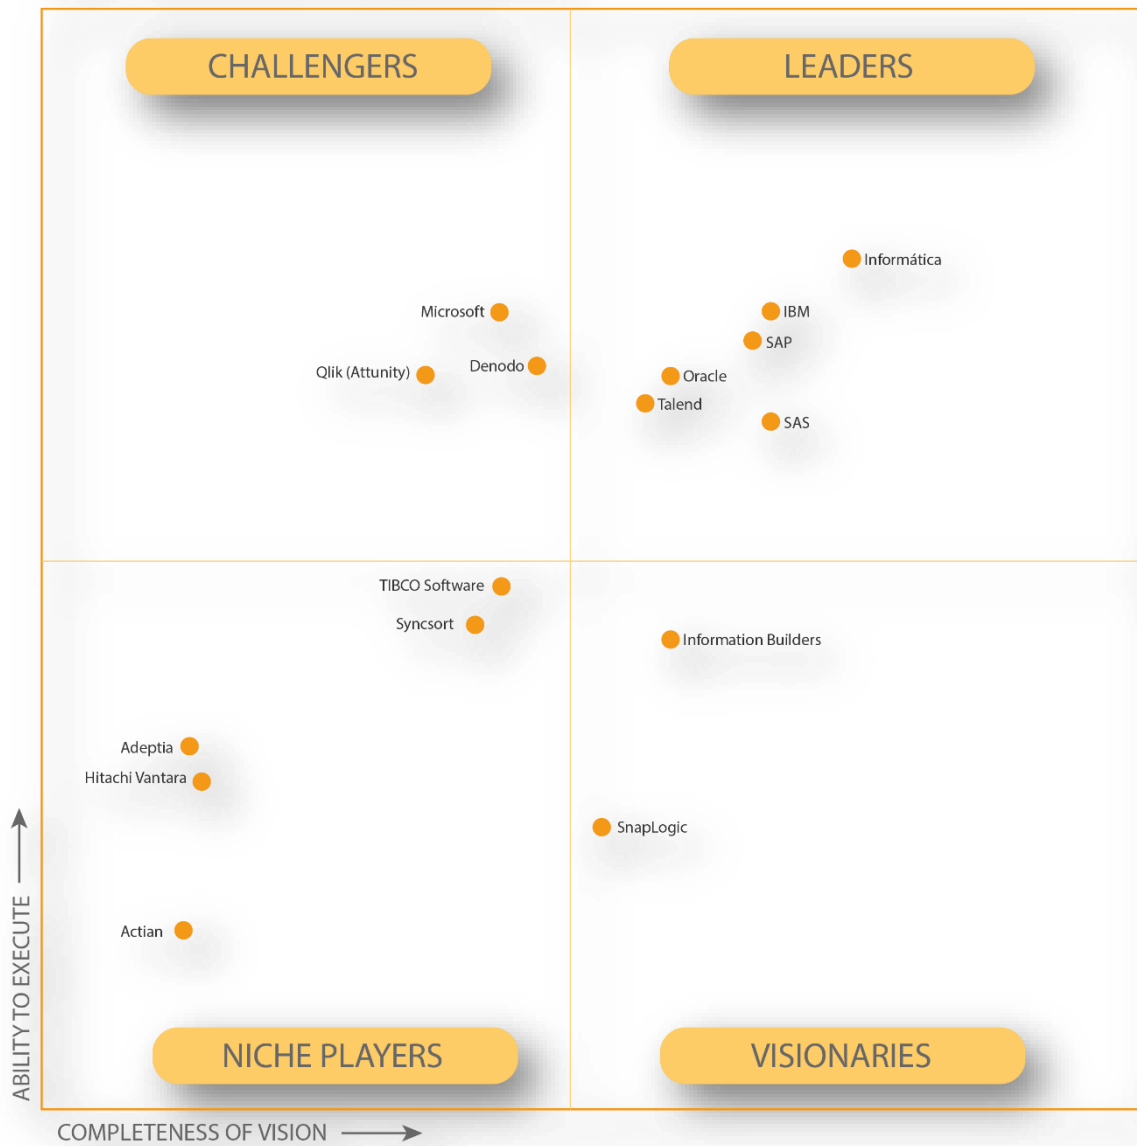 CHALLENGERS
LEADERS
Informática
Microsoft
IBM
SAP
Qlik (Attunity)
Denodo
Oracle
Talend
SAS
TIBCO Software
Syncsort
Information Builders
Adeptia
Hitachi Vantara
SnapLogic
Actian
ABILITY TO EXECUTE
NICHE PLAYERS
VISIONARIES
COMPLETENESS OF VISION